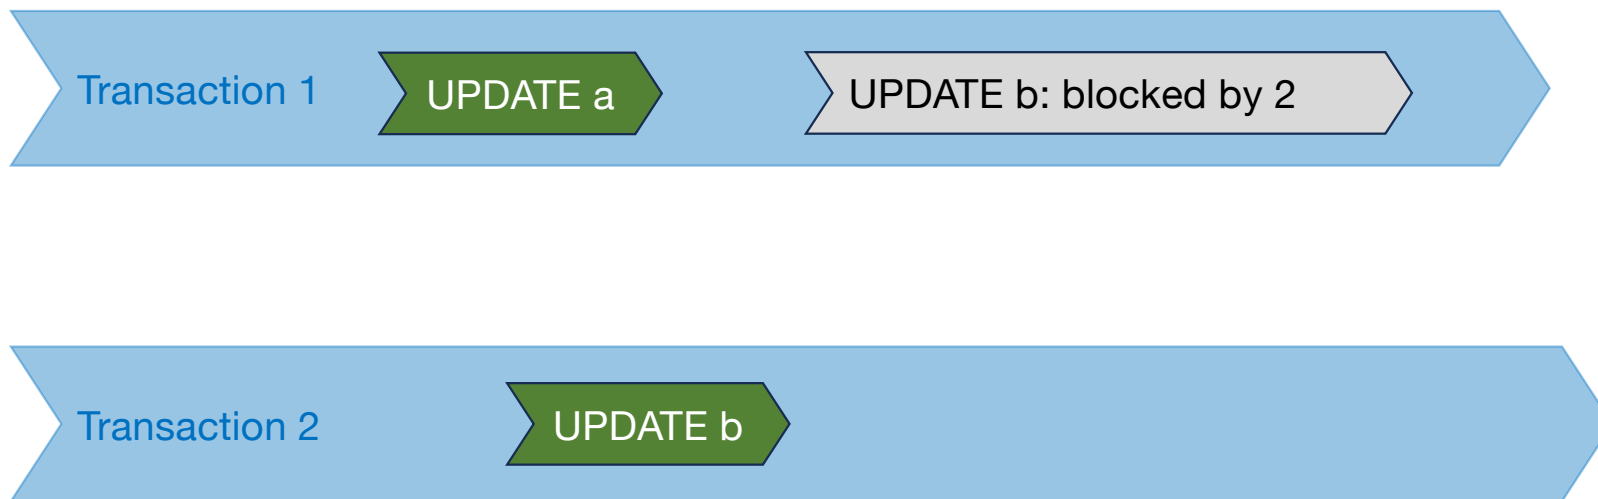 Transaction 1
UPDATE a
UPDATE b: blocked by 2
Transaction 2
UPDATE b